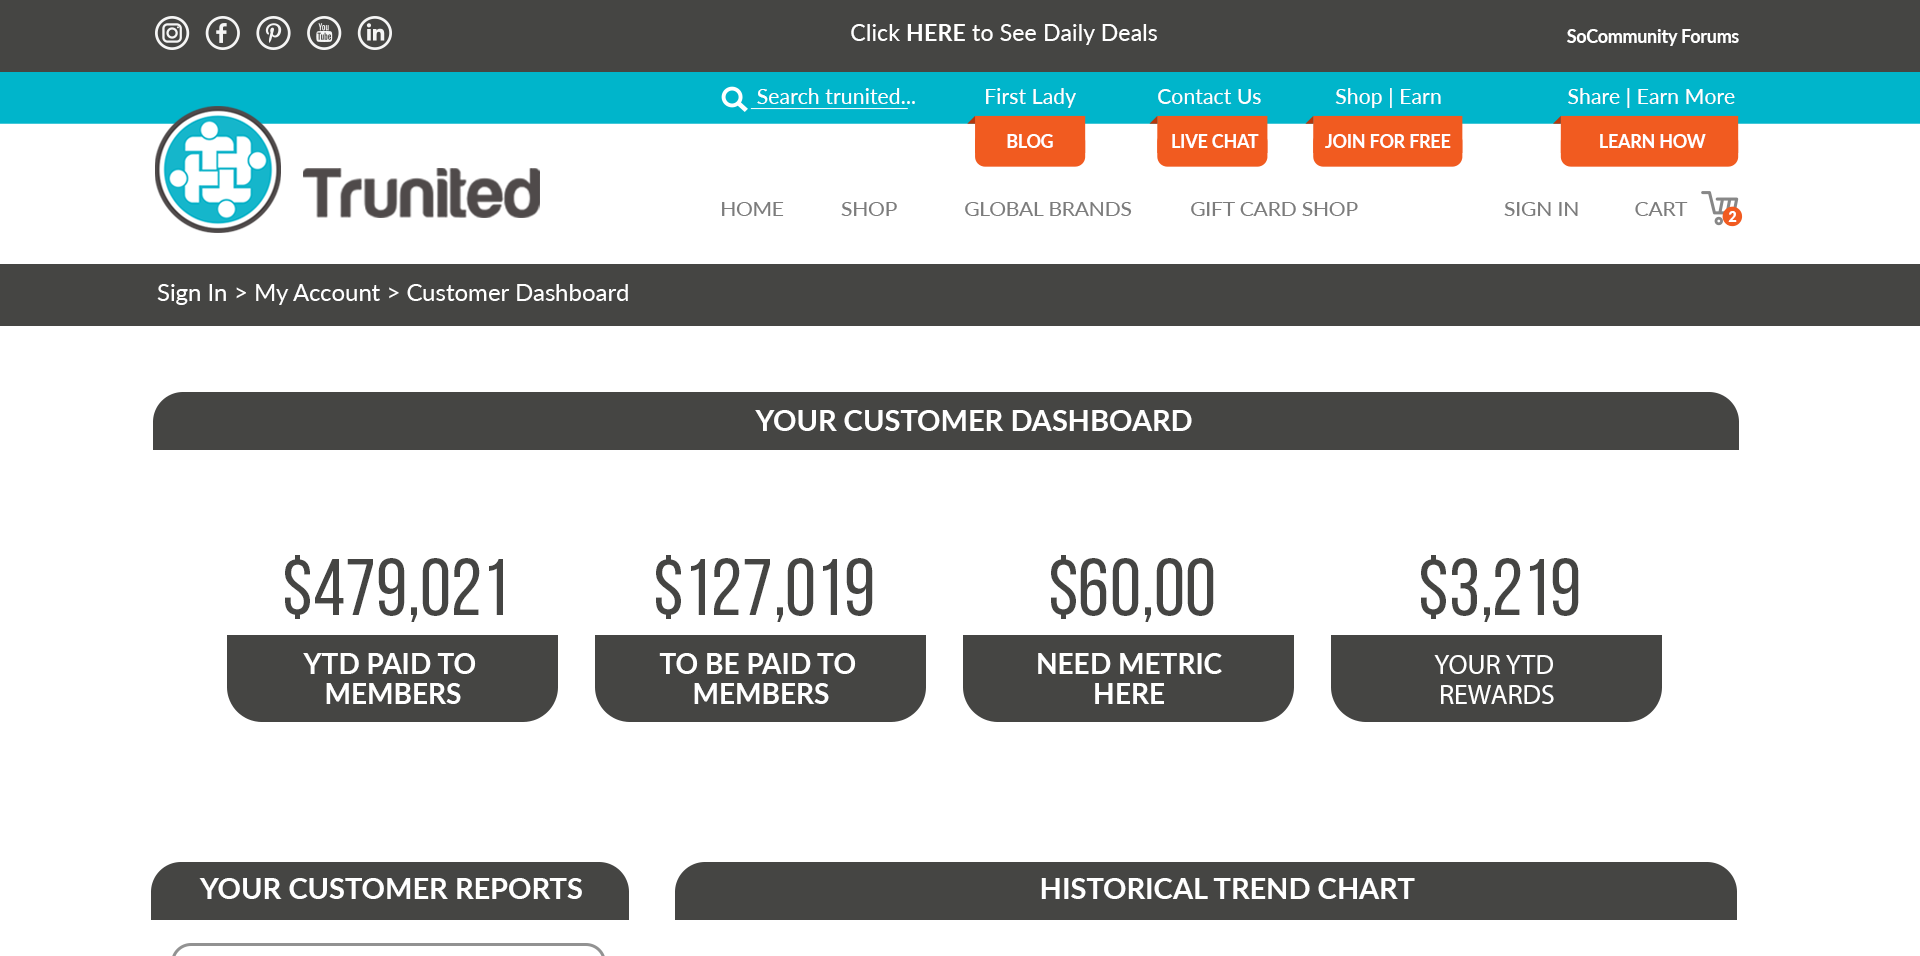 You
Tube
in
Click HERE to See Daily Deals
SoCommunity Forums
Search trunited...
First Lady
Contact Us
Shop | Earn
Share | Earn More
BLOG
LIVE CHAT
JOIN FOR FREE
LEARN HOW
Trunited
HOME
SHOP
GLOBAL BRANDS
GIFT CARD SHOP
SIGN IN
CART
2
Sign In > My Account > Customer Dashboard
YOUR CUSTOMER DASHBOARD
$479,021
YTD PAID TO
MEMBERS
$127,019
TO BE PAID TO
MEMBERS
$60,00
NEED METRIC
HERE
$3,219
YOUR YTD
REWARDS
YOUR CUSTOMER REPORTS
HISTORICAL TREND CHART